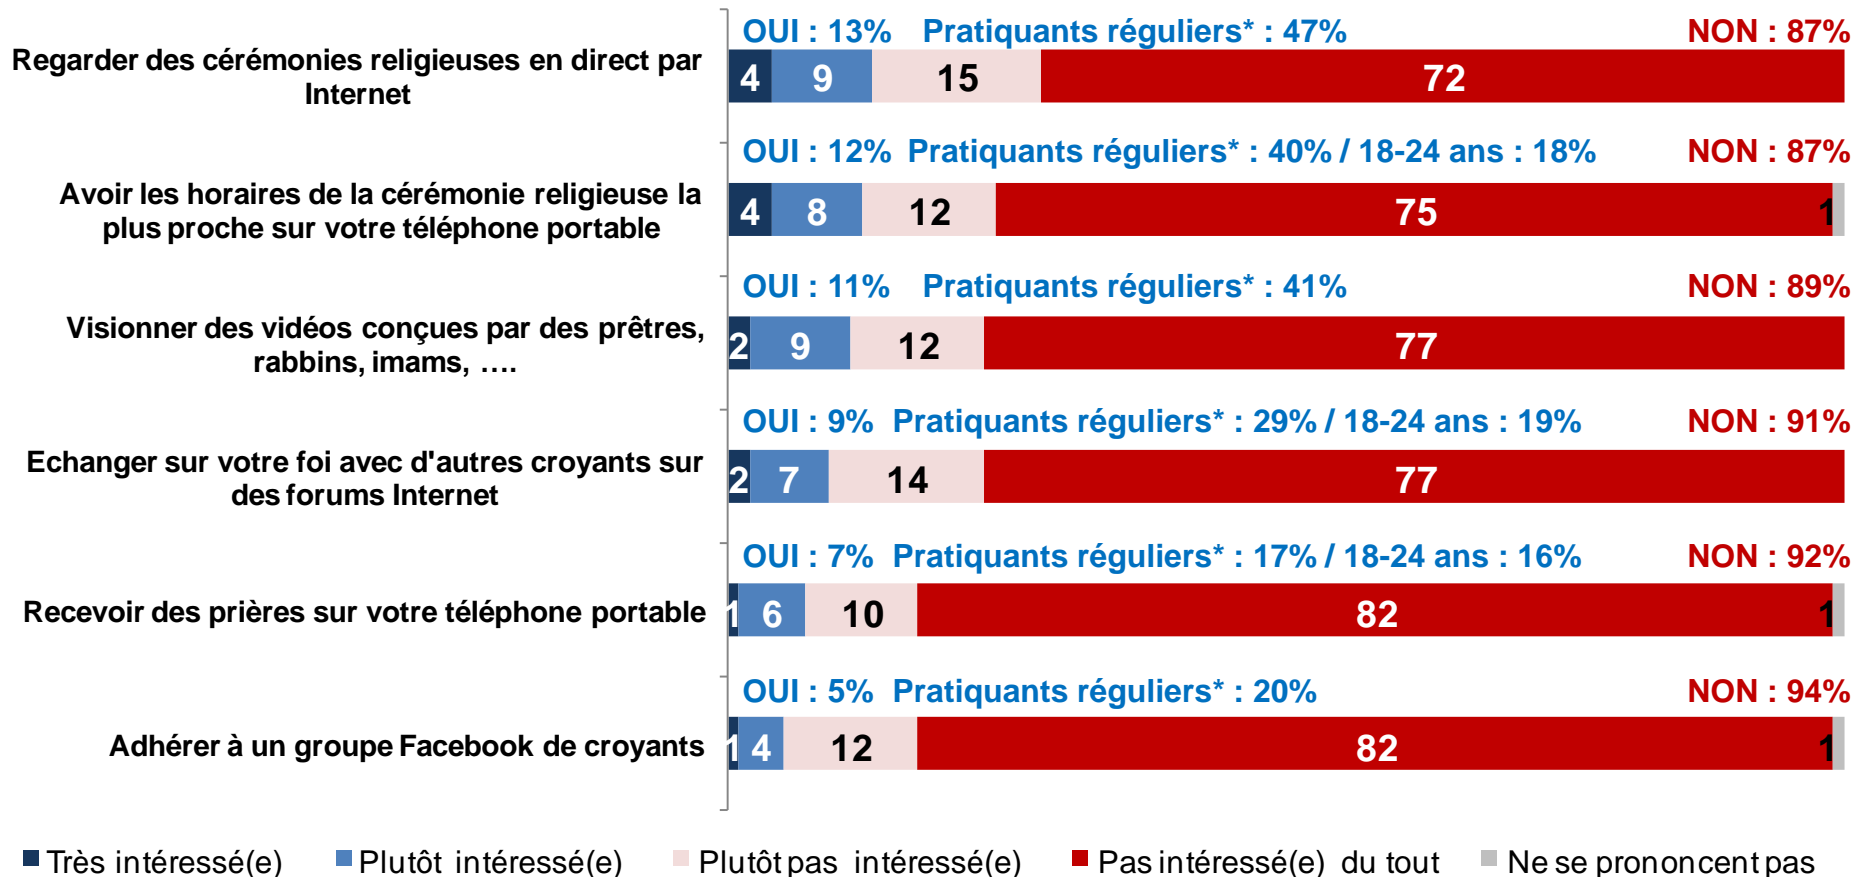 OUI : 13% Pratiquants réguliers* : 47% NON : 87%
Regarder des cérémonies religieuses en direct par
Internet
4 9 15 72
OUI : 12% Pratiquants réguliers* : 40% / 18-24 ans : 18% NON : 87%
Avoir les horaires de la cérémonie religieuse la
plus proche sur votre téléphone portable
4 8 12 75 1
OUI : 11% Pratiquants réguliers* : 41% NON : 89%
Visionner des vidéos conçues par des prêtres,
rabbins, imams, ….
2 9 12 77
OUI : 9% Pratiquants réguliers* : 29% / 18-24 ans : 19% NON : 91%
Echanger sur votre foi avec d'autres croyants sur
des forums Internet
2 7 14 77
OUI : 7% Pratiquants réguliers* : 17% / 18-24 ans : 16% NON : 92%
Recevoir des prières sur votre téléphone portable
1 6 10 82 1
OUI : 5% Pratiquants réguliers* : 20% NON : 94%
Adhérer à un groupe Facebook de croyants
1 4 12 82 1
Très intéressé(e) Plutôt intéressé(e) Plutôt pas intéressé(e) Pas intéressé(e) du tout Ne se prononcent pas